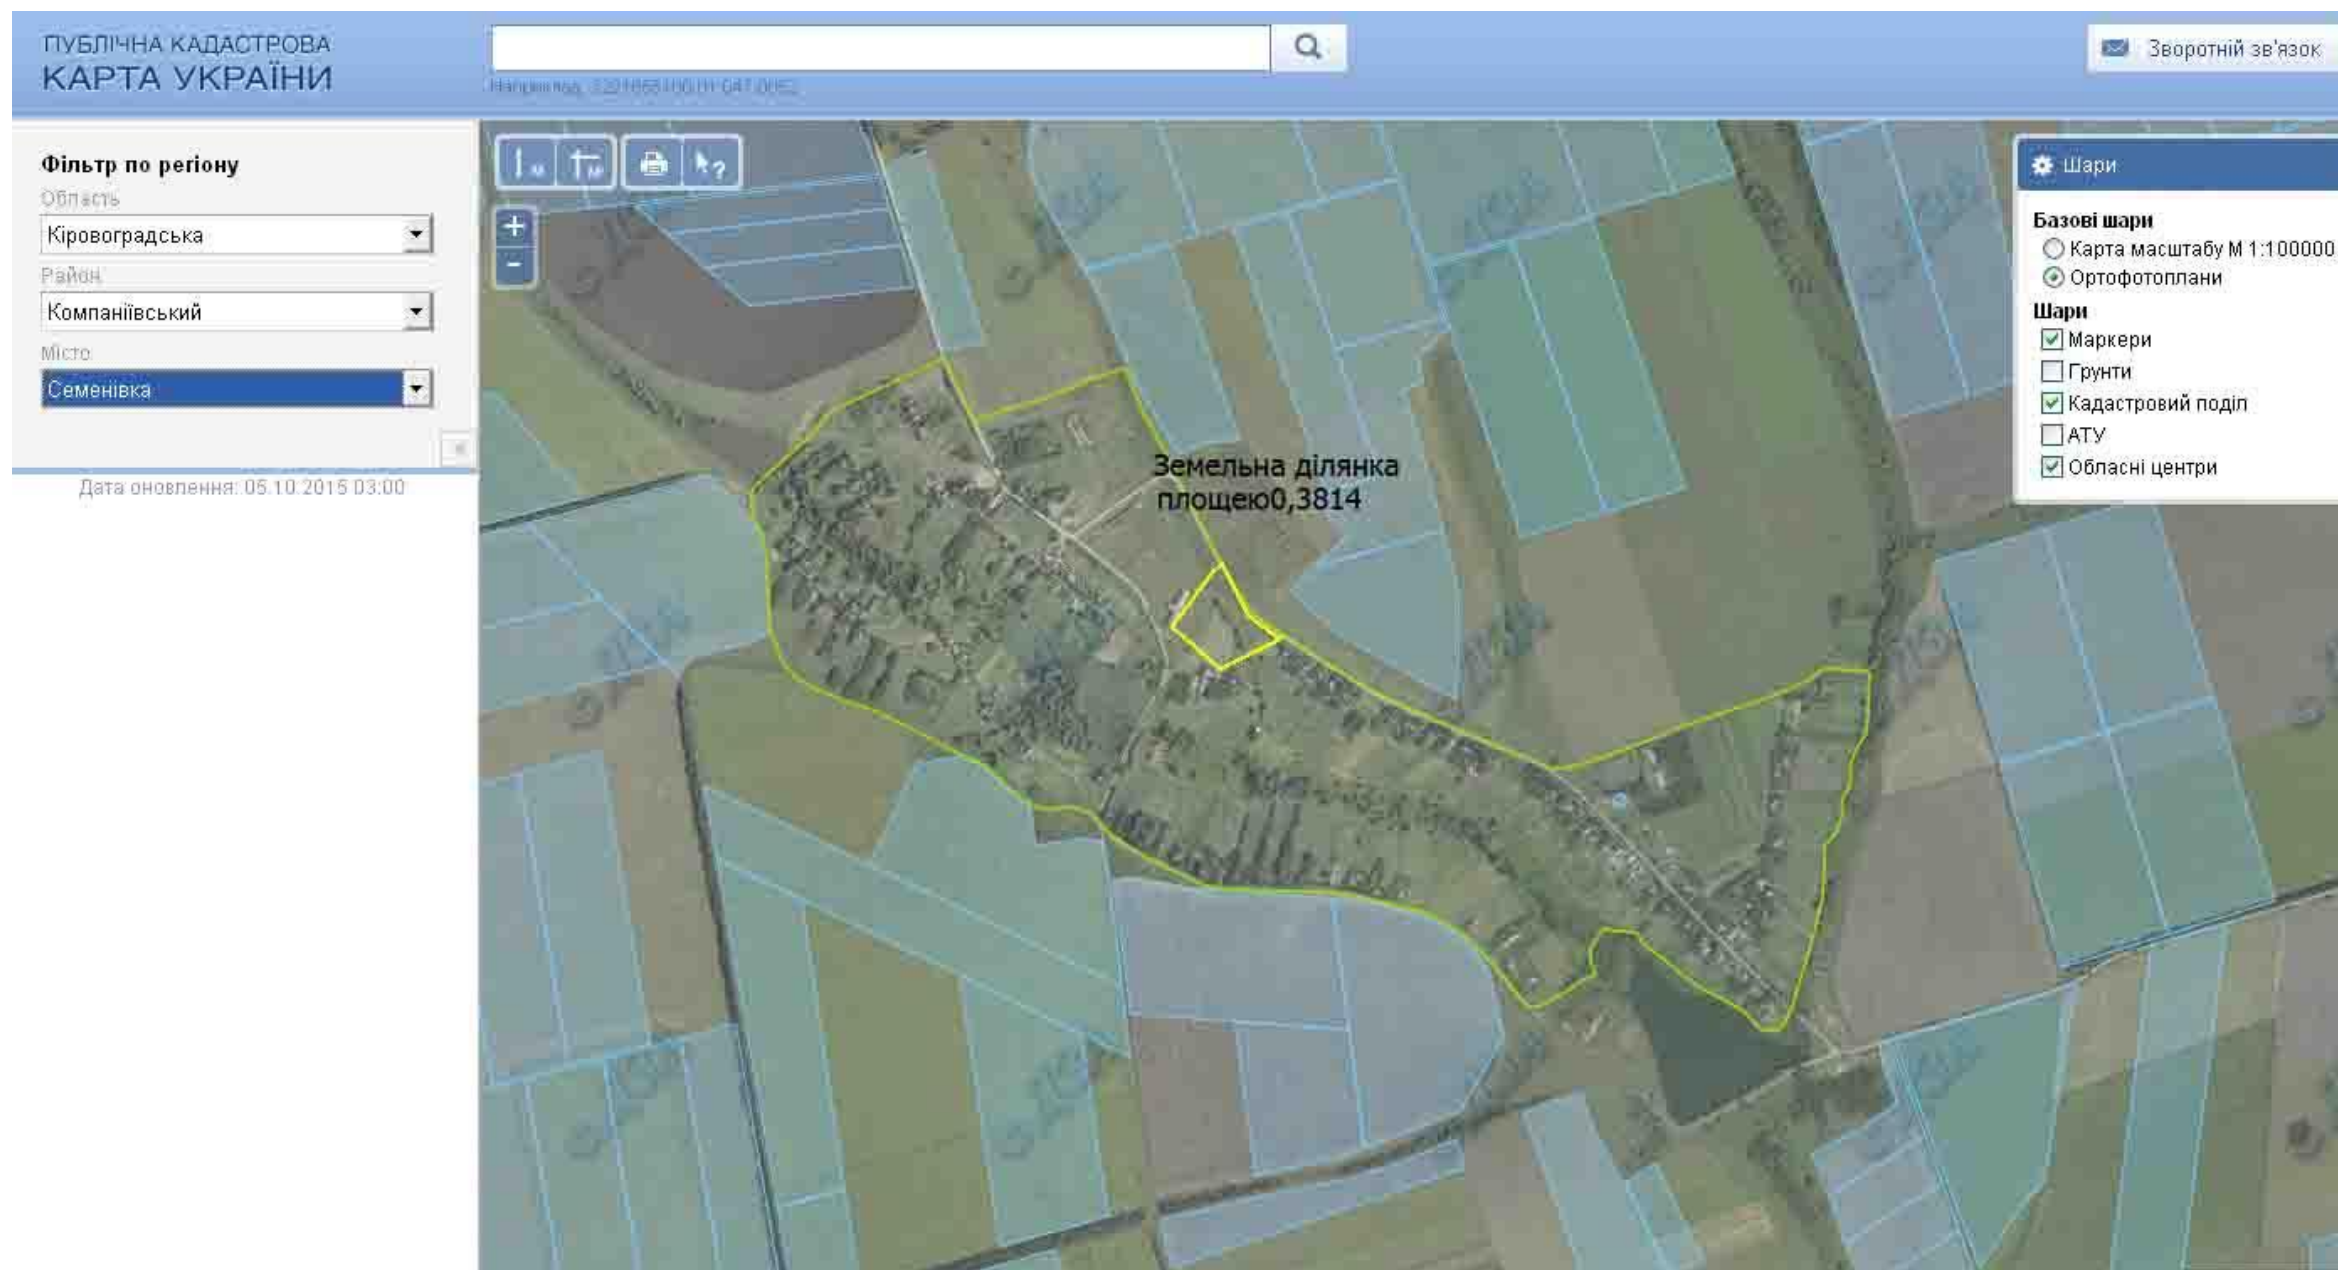 ПУБЛІЧНА КАДАСТРОВА
КАРТА УКРАЇНИ
Зворотній зв'язок
Фільтр по регіону
Область
Кіровоградська
Район
Компаніївський
Місто
Семенівка
Дата оновлення: 05.10.2015 03:00
Земельна ділянка
площею0,3814
Шари
Базові шари
Карта масштабу М 1:100000
Ортофотоплани
Шари
Маркери
Грунти
Кадастровий поділ
АТУ
Обласні центри